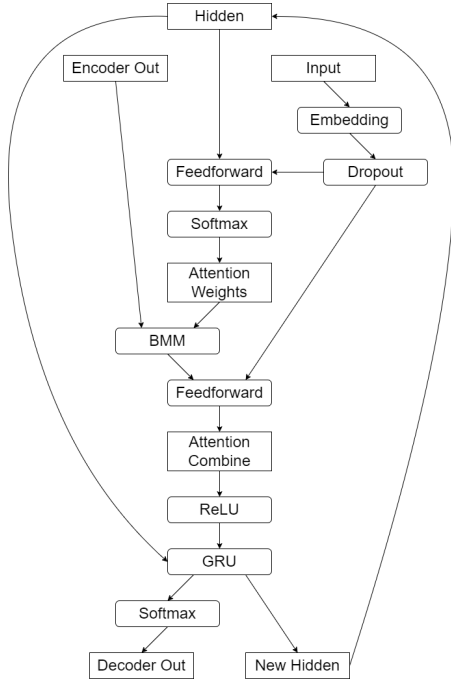 Hidden
Encoder Out
Input
Embedding
Feedforward
Dropout
Softmax
Attention
Weights
BMM
Feedforward
Attention
Combine
ReLU
GRU
Softmax
Decoder Out
New Hidden